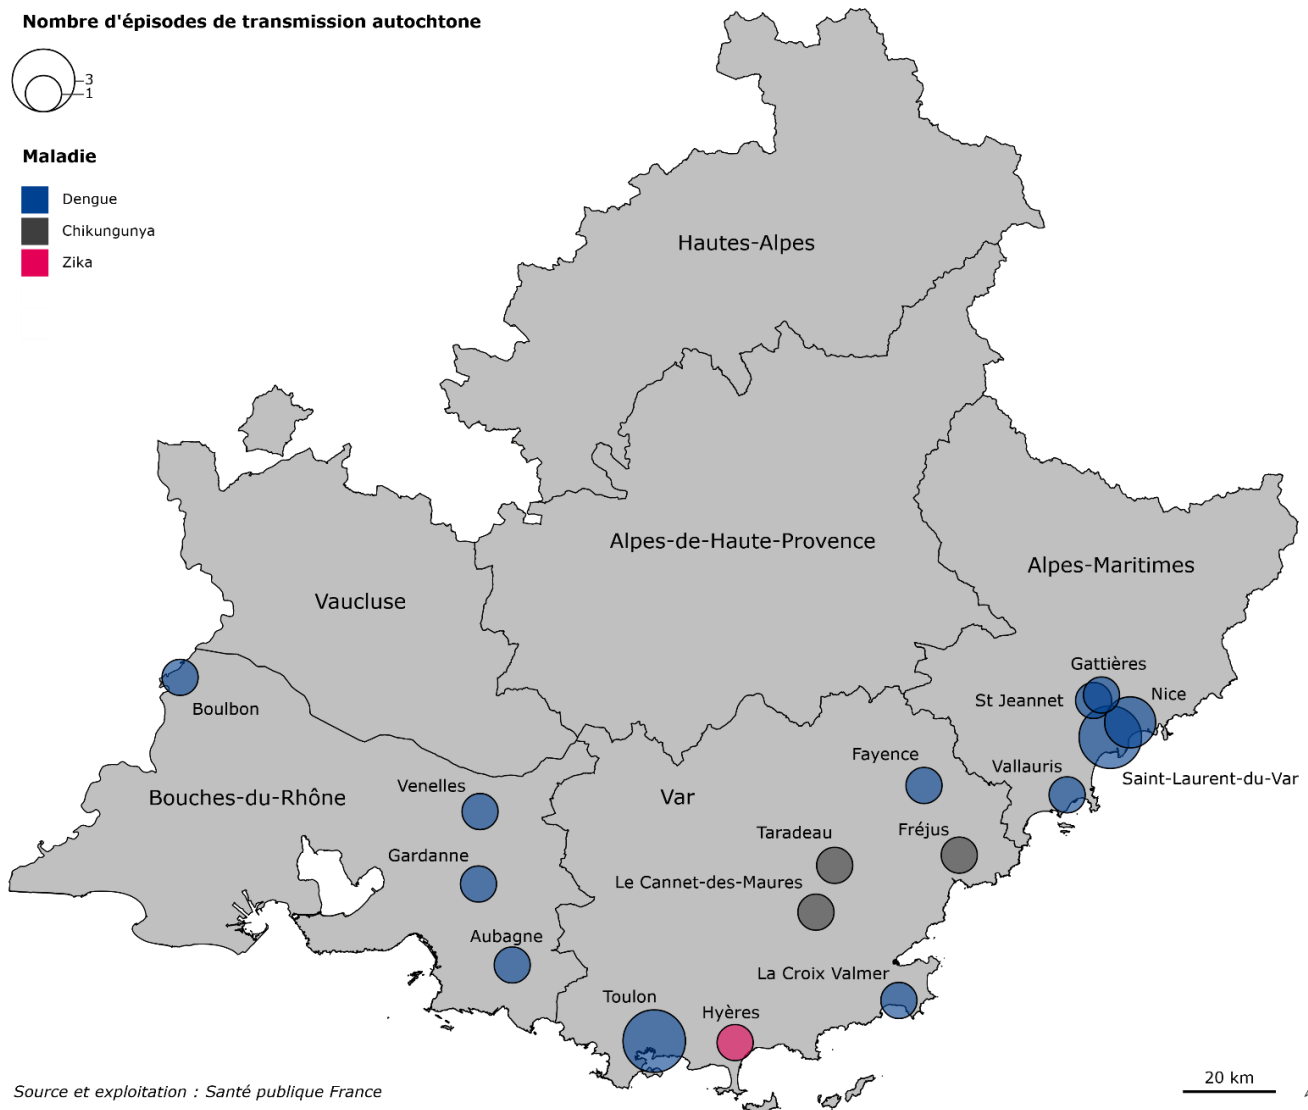 Nombre d'épisodes de transmission autochtone
3
1
Maladie
Dengue
Chikungunya
Zika
Hautes-Alpes
Alpes-de-Haute-Provence
Alpes-Maritimes
Vaucluse
Gattières
St Jeannet
Nice
Boulbon
Fayence
Vallauris
Saint-Laurent-du-Var
Venelles
Bouches-du-Rhône
Var
Taradeau
Fréjus
Gardanne
Le Cannet-des-Maures
Aubagne
La Croix Valmer
Toulon
Hyères
20 km
Source et exploitation : Santé publique France